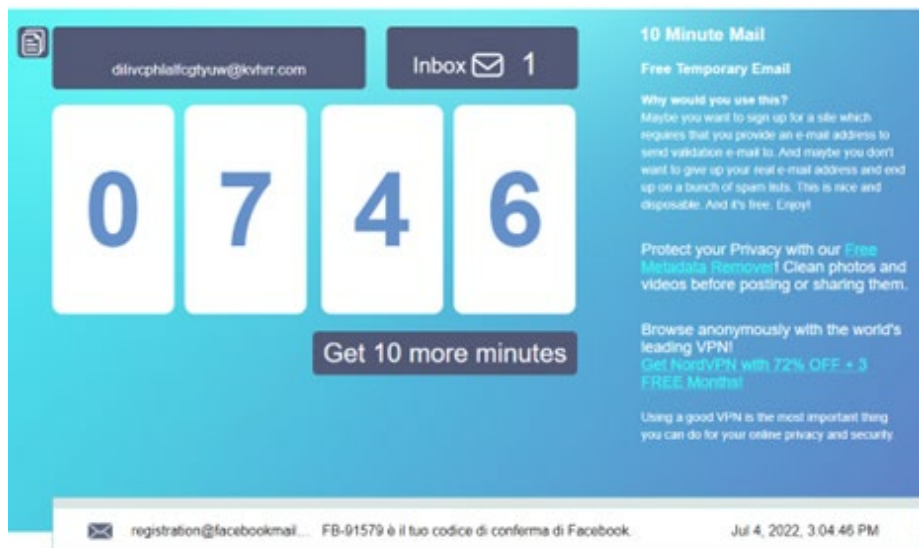 dilivcphlalfcgtyuw@kvhrr.com
Inbox 1
0 7 4 6
Get 10 more minutes
10 Minute Mail
Free Temporary Email
Why would you use this?
Maybe you want to sign up for a site which
requires that you provide an e-mail address to
send validation e-mail to. And maybe you don't
want to give up your real e-mail address and end
up on a bunch of spam lists. This is nice and
disposable. And it's free. Enjoy!
Protect your Privacy with our Free
Metadata Remover! Clean photos and
videos before posting or sharing them.
Browse anonymously with the world's
leading VPN!
Get NordVPN with 72% OFF + 3
FREE Months!
Using a good VPN is the most important thing
you can do for your online privacy and security
registration@facebookmail... FB-91579 è il tuo codice di conferma di Facebook. Jul 4, 2022, 3:04:46 PM